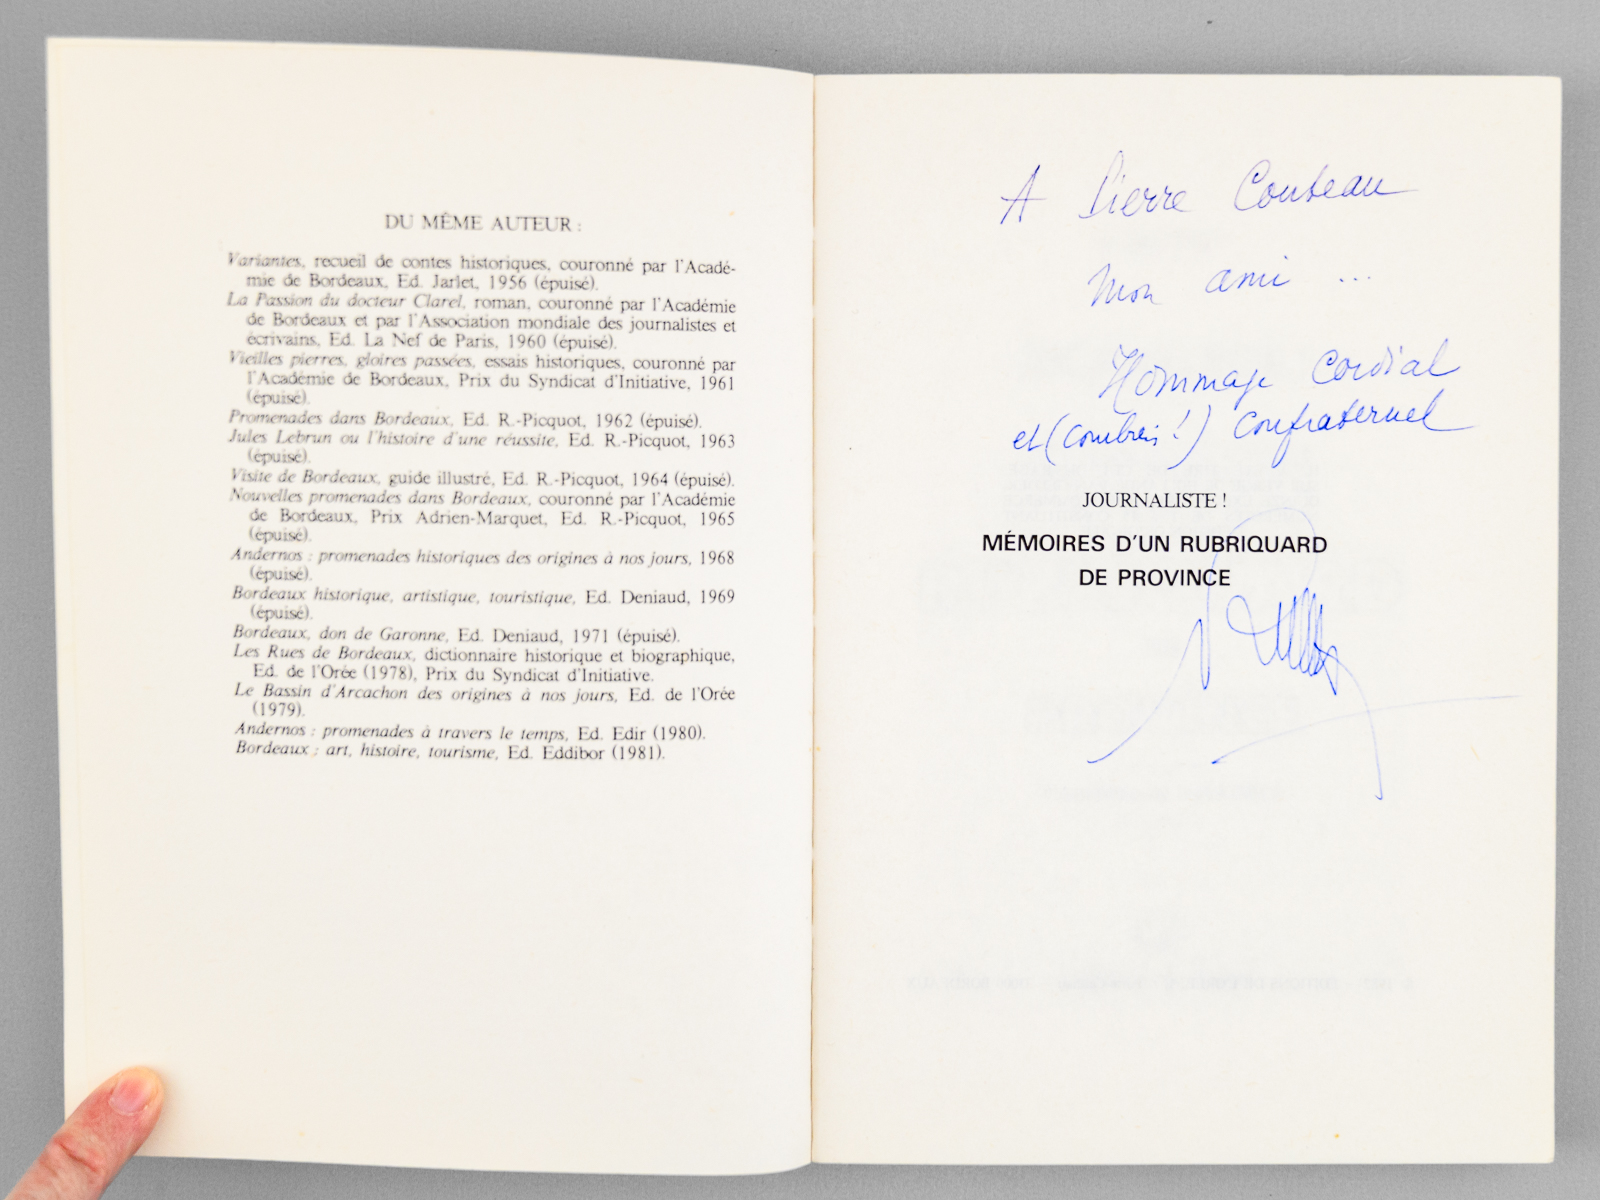 DU MÊME AUTEUR :
Variantes, recueil de contes historiques, couronné par l'Acadé-
mie de Bordeaux, Ed. Jarlet, 1956 (épuisé).
La Passion du docteur Clarel, roman, couronné par l'Académie
de Bordeaux et par l'Association mondiale des journalistes et
écrivains, Ed. La Nef de Paris, 1960 (épuisé).
Vieilles pierres, gloires passées, essais historiques, couronné par
l'Académie de Bordeaux, Prix du Syndicat d'Initiative, 1961
(épuisé).
Promenades dans Bordeaux, Ed. R.-Picquot, 1962 (épuisé).
Jules Lebrun ou l'histoire d'une réussite, Ed. R.-Picquot, 1963
(épuisé).
Visite de Bordeaux, guide illustré, Ed. R.-Picquot, 1964 (épuisé).
Nouvelles promenades dans Bordeaux, couronné par l'Académie
de Bordeaux, Prix Adrien-Marquet, Ed. R.-Picquot, 1965
(épuisé).
Andernos : promenades historiques des origines à nos jours, 1968
(épuisé).
Bordeaux historique, artistique, touristique, Ed. Deniaud, 1969
(épuisé).
Bordeaux, don de Garonne, Ed. Deniaud, 1971 (épuisé).
Les Rues de Bordeaux, dictionnaire historique et biographique,
Ed. de l'Orée (1978), Prix du Syndicat d'Initiative.
Le Bassin d'Arcachon des origines à nos jours, Ed. de l'Orée
(1979).
Andernos : promenades à travers le temps, Ed. Edir (1980).
Bordeaux : art, histoire, tourisme, Ed. Eddibor (1981).
A Pierre Couteau
mon ami ...
Hommage Cordial
et (combien !) Confraternel
JOURNALISTE !
MÉMOIRES D'UN RUBRIQUARD
DE PROVINCE